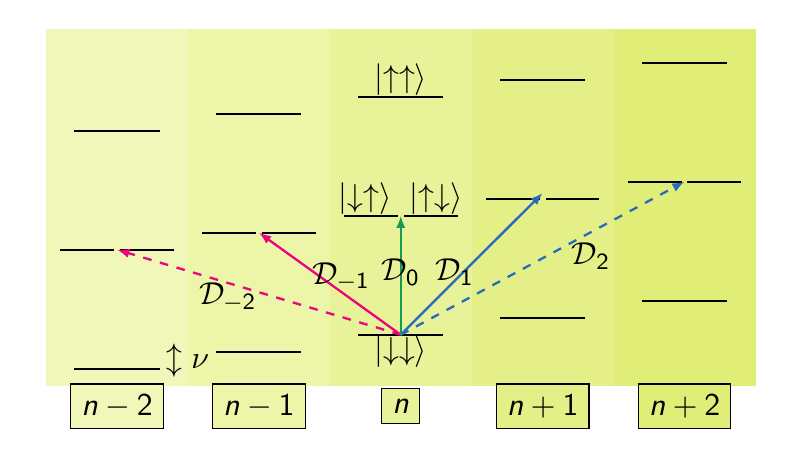 |↑↑⟩
|↓↑⟩ |↑↓⟩
𝒟₋₂ 𝒟₋₁ 𝒟₀ 𝒟₁ 𝒟₂
|↓↓⟩
↕ ν
n − 2 n − 1 n n + 1 n + 2